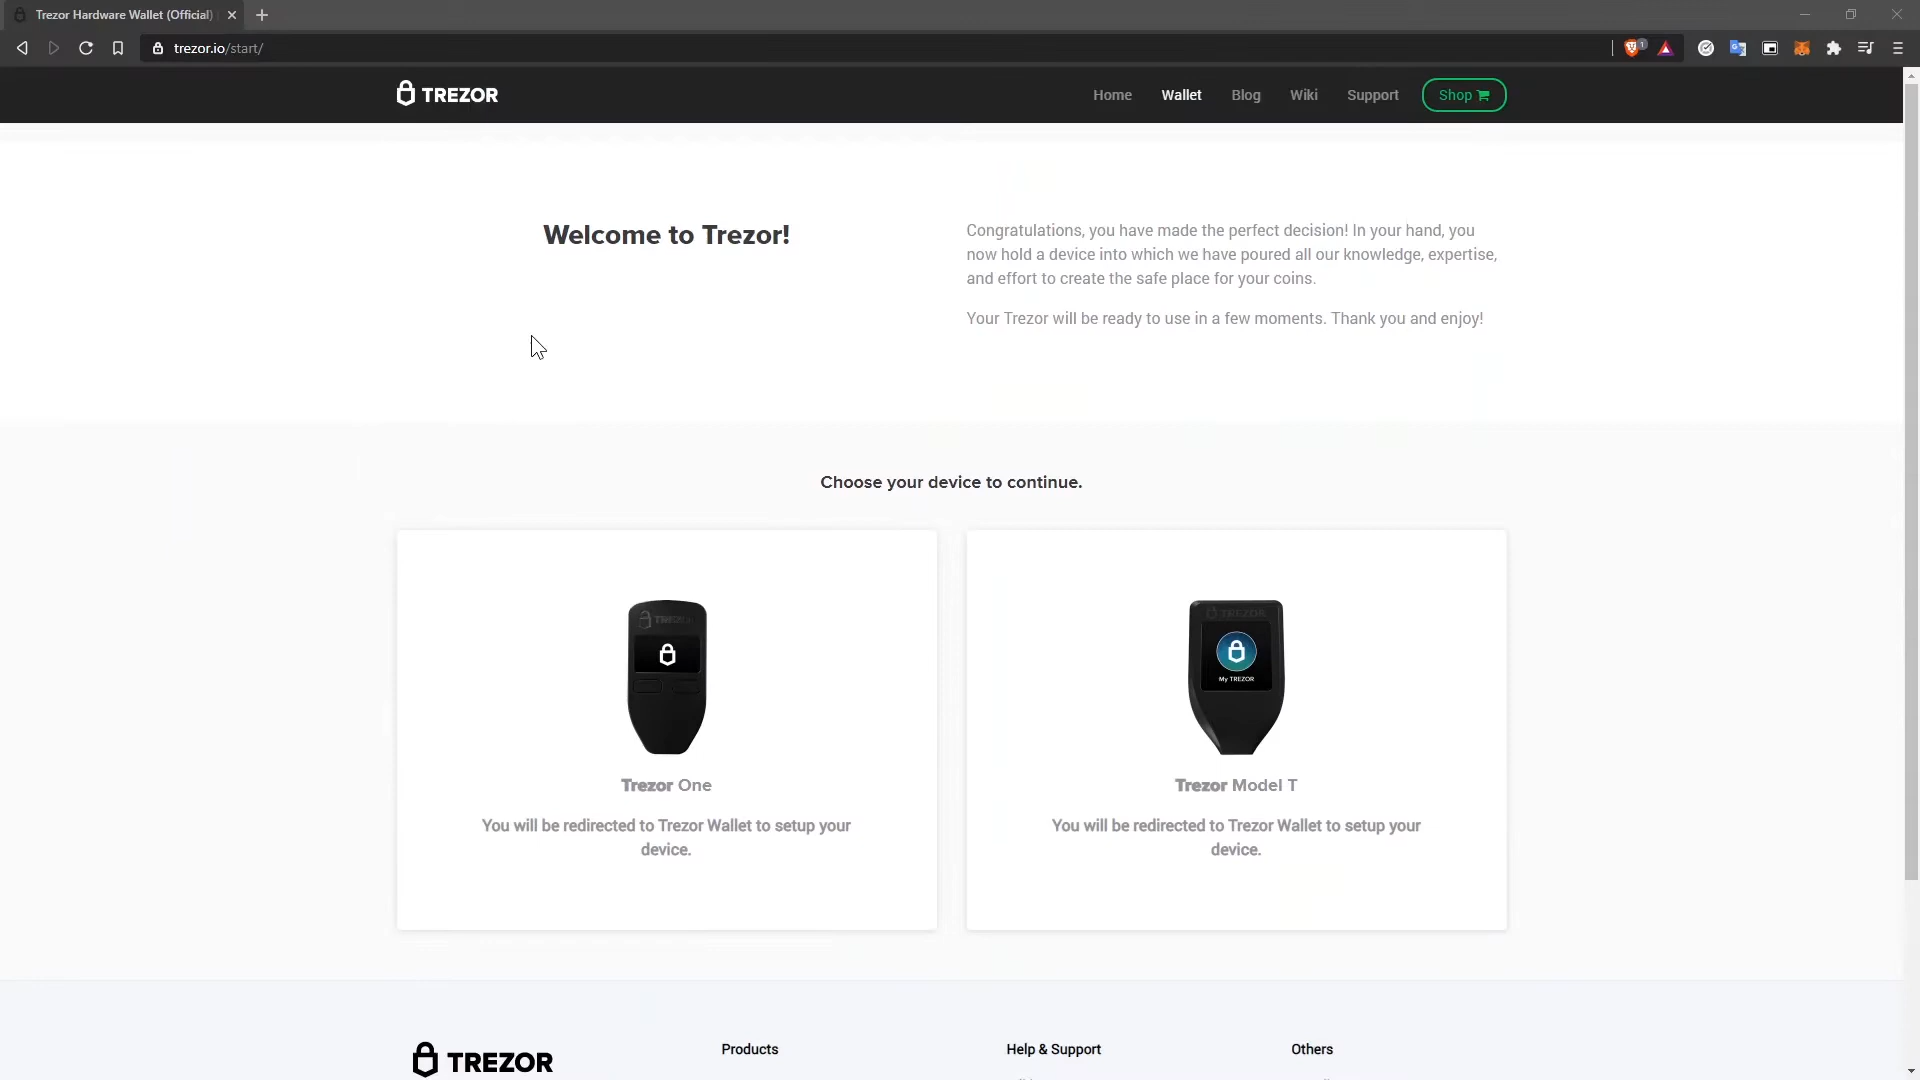 Trezor Hardware Wallet (Official)
trezor.io/start/
1
TREZOR
Home
Wallet
Blog
Wiki
Support
Shop
Welcome to Trezor!
Congratulations, you have made the perfect decision! In your hand, you
now hold a device into which we have poured all our knowledge, expertise,
and effort to create the safe place for your coins.
Your Trezor will be ready to use in a few moments. Thank you and enjoy!
Choose your device to continue.
TREZOR
Trezor One
You will be redirected to Trezor Wallet to setup your
device.
TREZOR
My TREZOR
Trezor Model T
You will be redirected to Trezor Wallet to setup your
device.
TREZOR
Products
Help & Support
Others